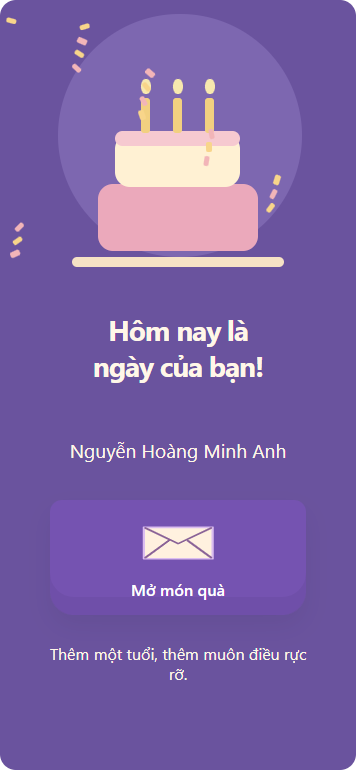 Hôm nay là
ngày của bạn!
Nguyễn Hoàng Minh Anh
Mở món quà
Thêm một tuổi, thêm muôn điều rực
rỡ.